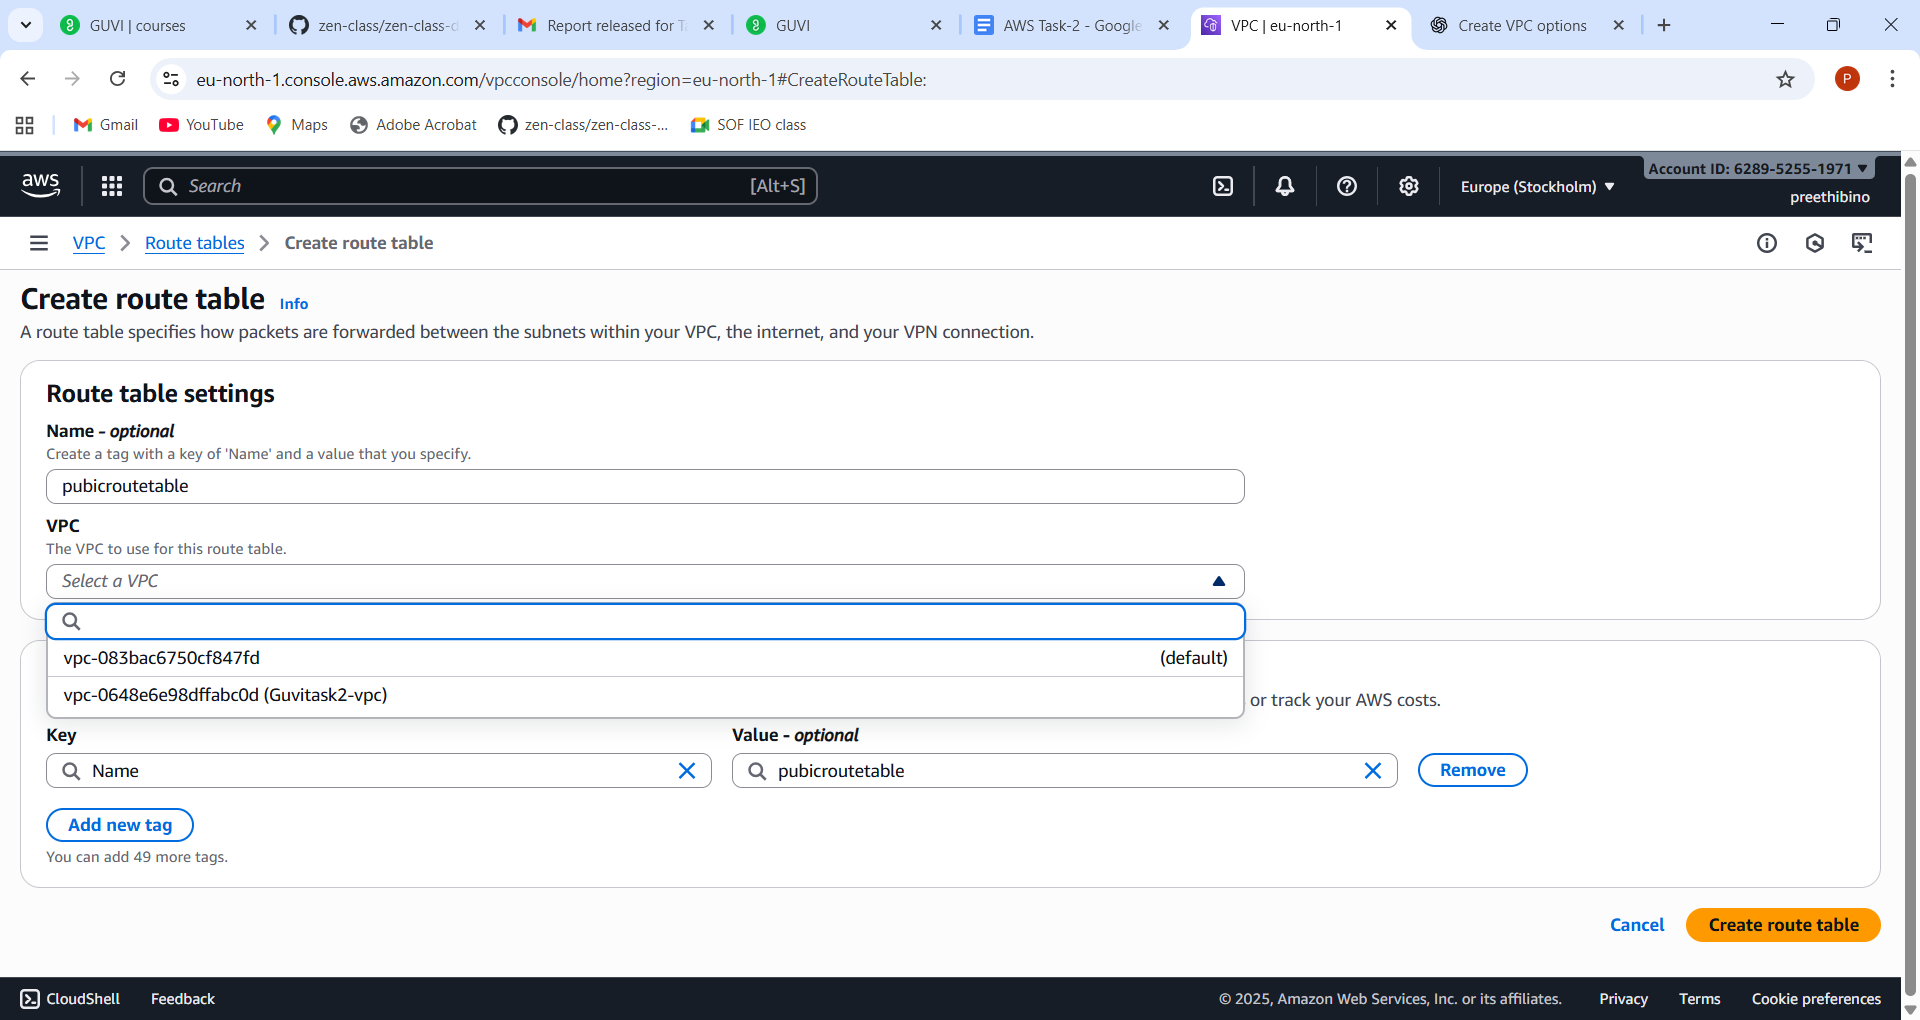 GUVI | courses
zen-class/zen-class-d
Report released for T
GUVI
AWS Task-2 - Google
VPC | eu-north-1
Create VPC options
eu-north-1.console.aws.amazon.com/vpcconsole/home?region=eu-north-1#CreateRouteTable:
P
Gmail
YouTube
Maps
Adobe Acrobat
zen-class/zen-class-...
SOF IEO class
aws
Search
[Alt+S]
Europe (Stockholm)
Account ID: 6289-5255-1971
preethibino
VPC
Route tables
Create route table
Create route table
Info
A route table specifies how packets are forwarded between the subnets within your VPC, the internet, and your VPN connection.
Route table settings
Name - optional
Create a tag with a key of 'Name' and a value that you specify.
pubicroutetable
VPC
The VPC to use for this route table.
Select a VPC
vpc-083bac6750cf847fd (default)
vpc-0648e6e98dffabc0d (Guvitask2-vpc)
or track your AWS costs.
Key
Value - optional
Name
pubicroutetable
Remove
Add new tag
You can add 49 more tags.
Cancel
Create route table
CloudShell
Feedback
© 2025, Amazon Web Services, Inc. or its affiliates.
Privacy
Terms
Cookie preferences